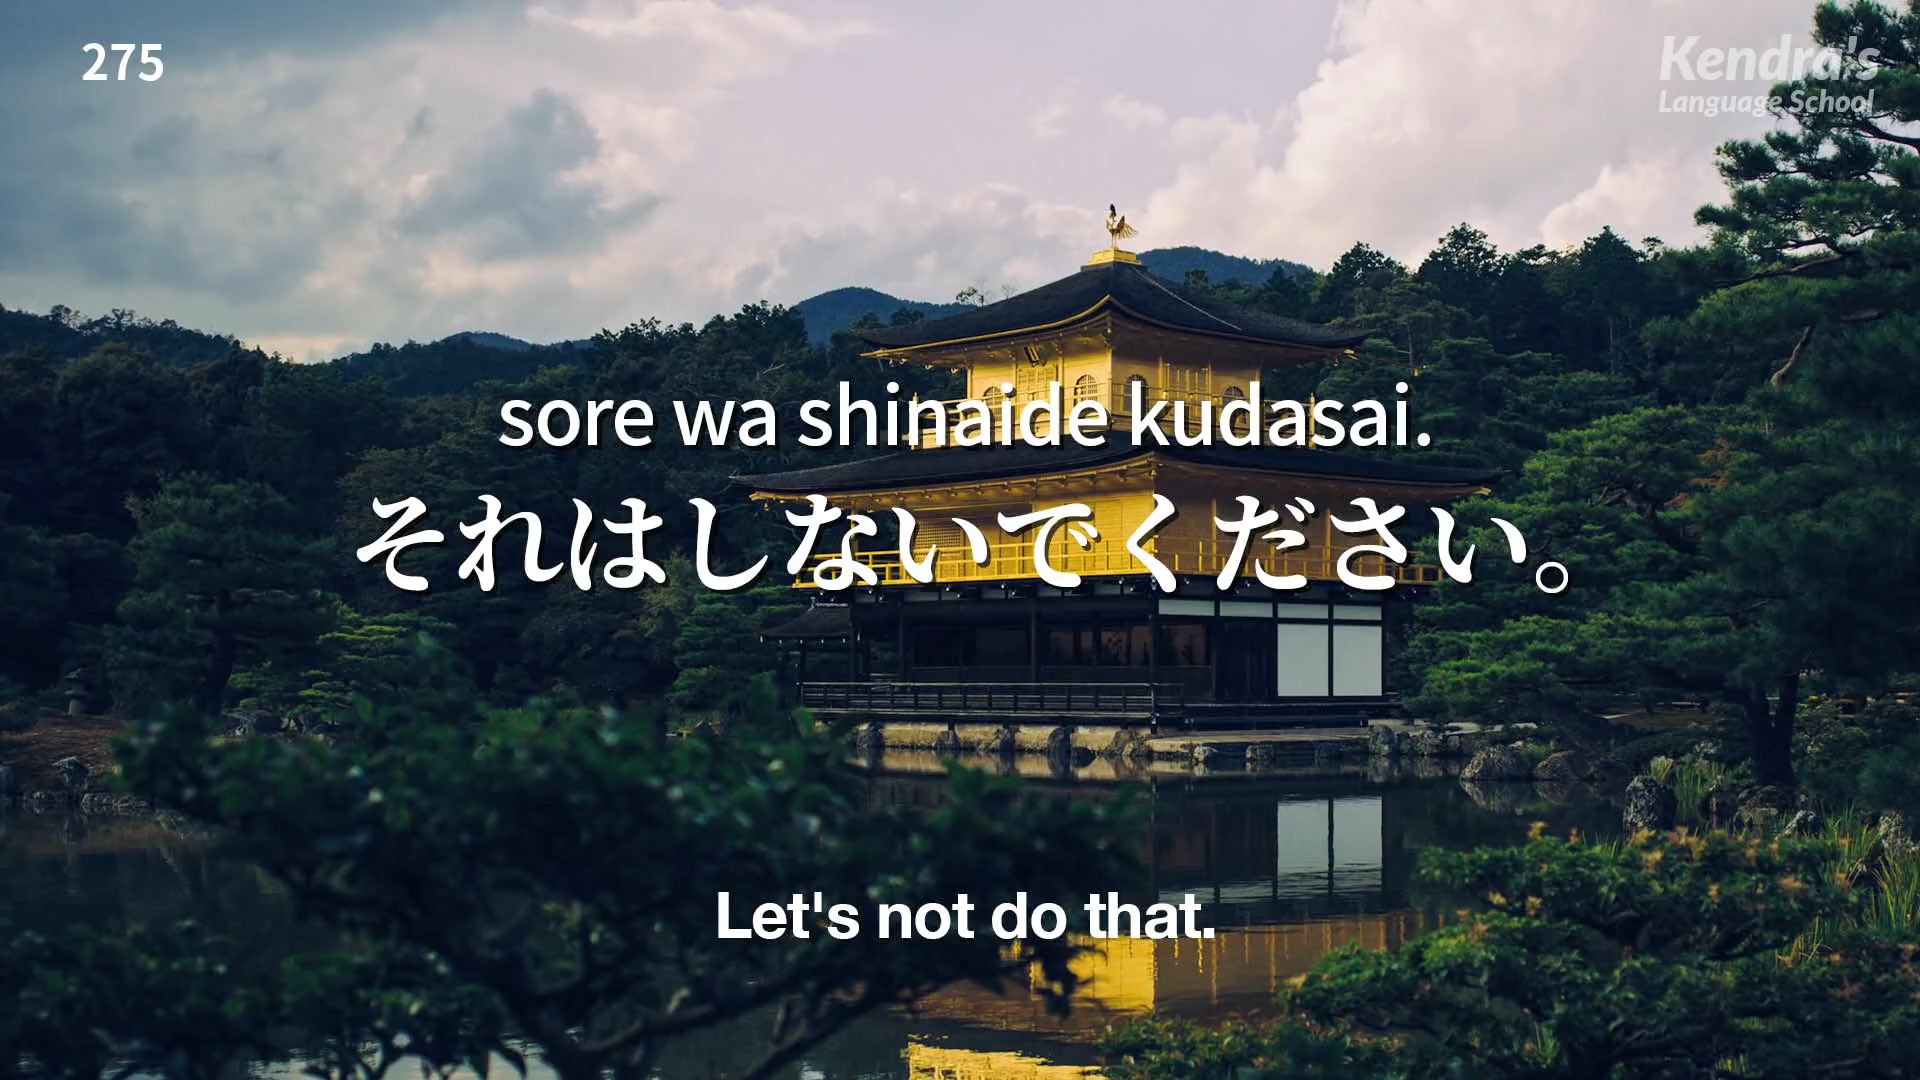 275
Kendra's
Language School
sore wa shinaide kudasai.
それはしないでください。
Let's not do that.